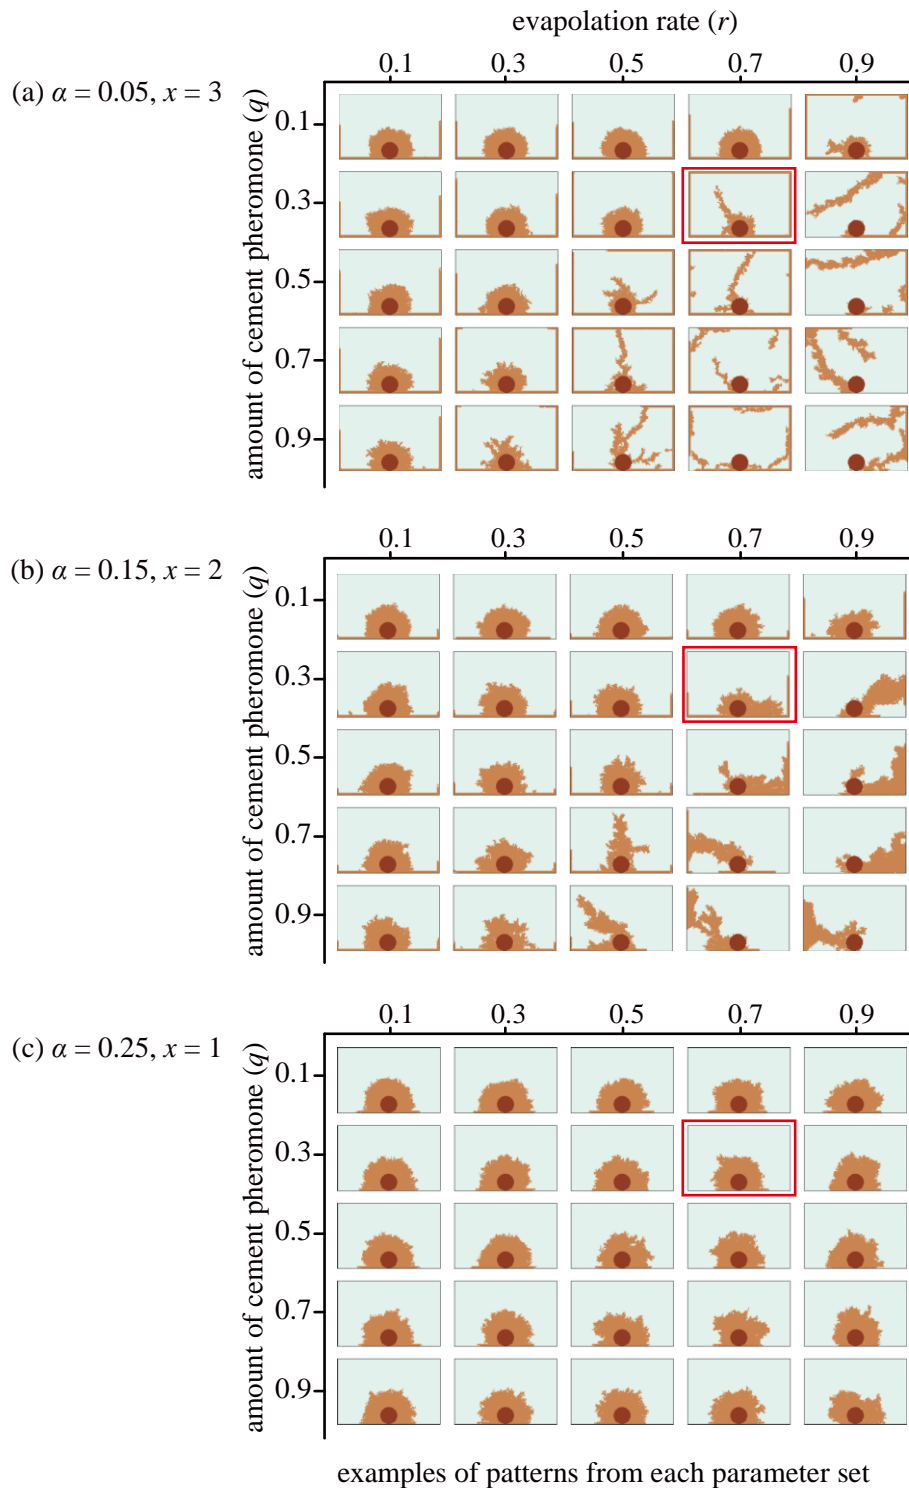 evapolation rate (r)
0.1 0.3 0.5 0.7 0.9
(a) α = 0.05, x = 3
amount of cement pheromone (q)
0.1
0.3
0.5
0.7
0.9
0.1 0.3 0.5 0.7 0.9
(b) α = 0.15, x = 2
amount of cement pheromone (q)
0.1
0.3
0.5
0.7
0.9
0.1 0.3 0.5 0.7 0.9
(c) α = 0.25, x = 1
amount of cement pheromone (q)
0.1
0.3
0.5
0.7
0.9
examples of patterns from each parameter set